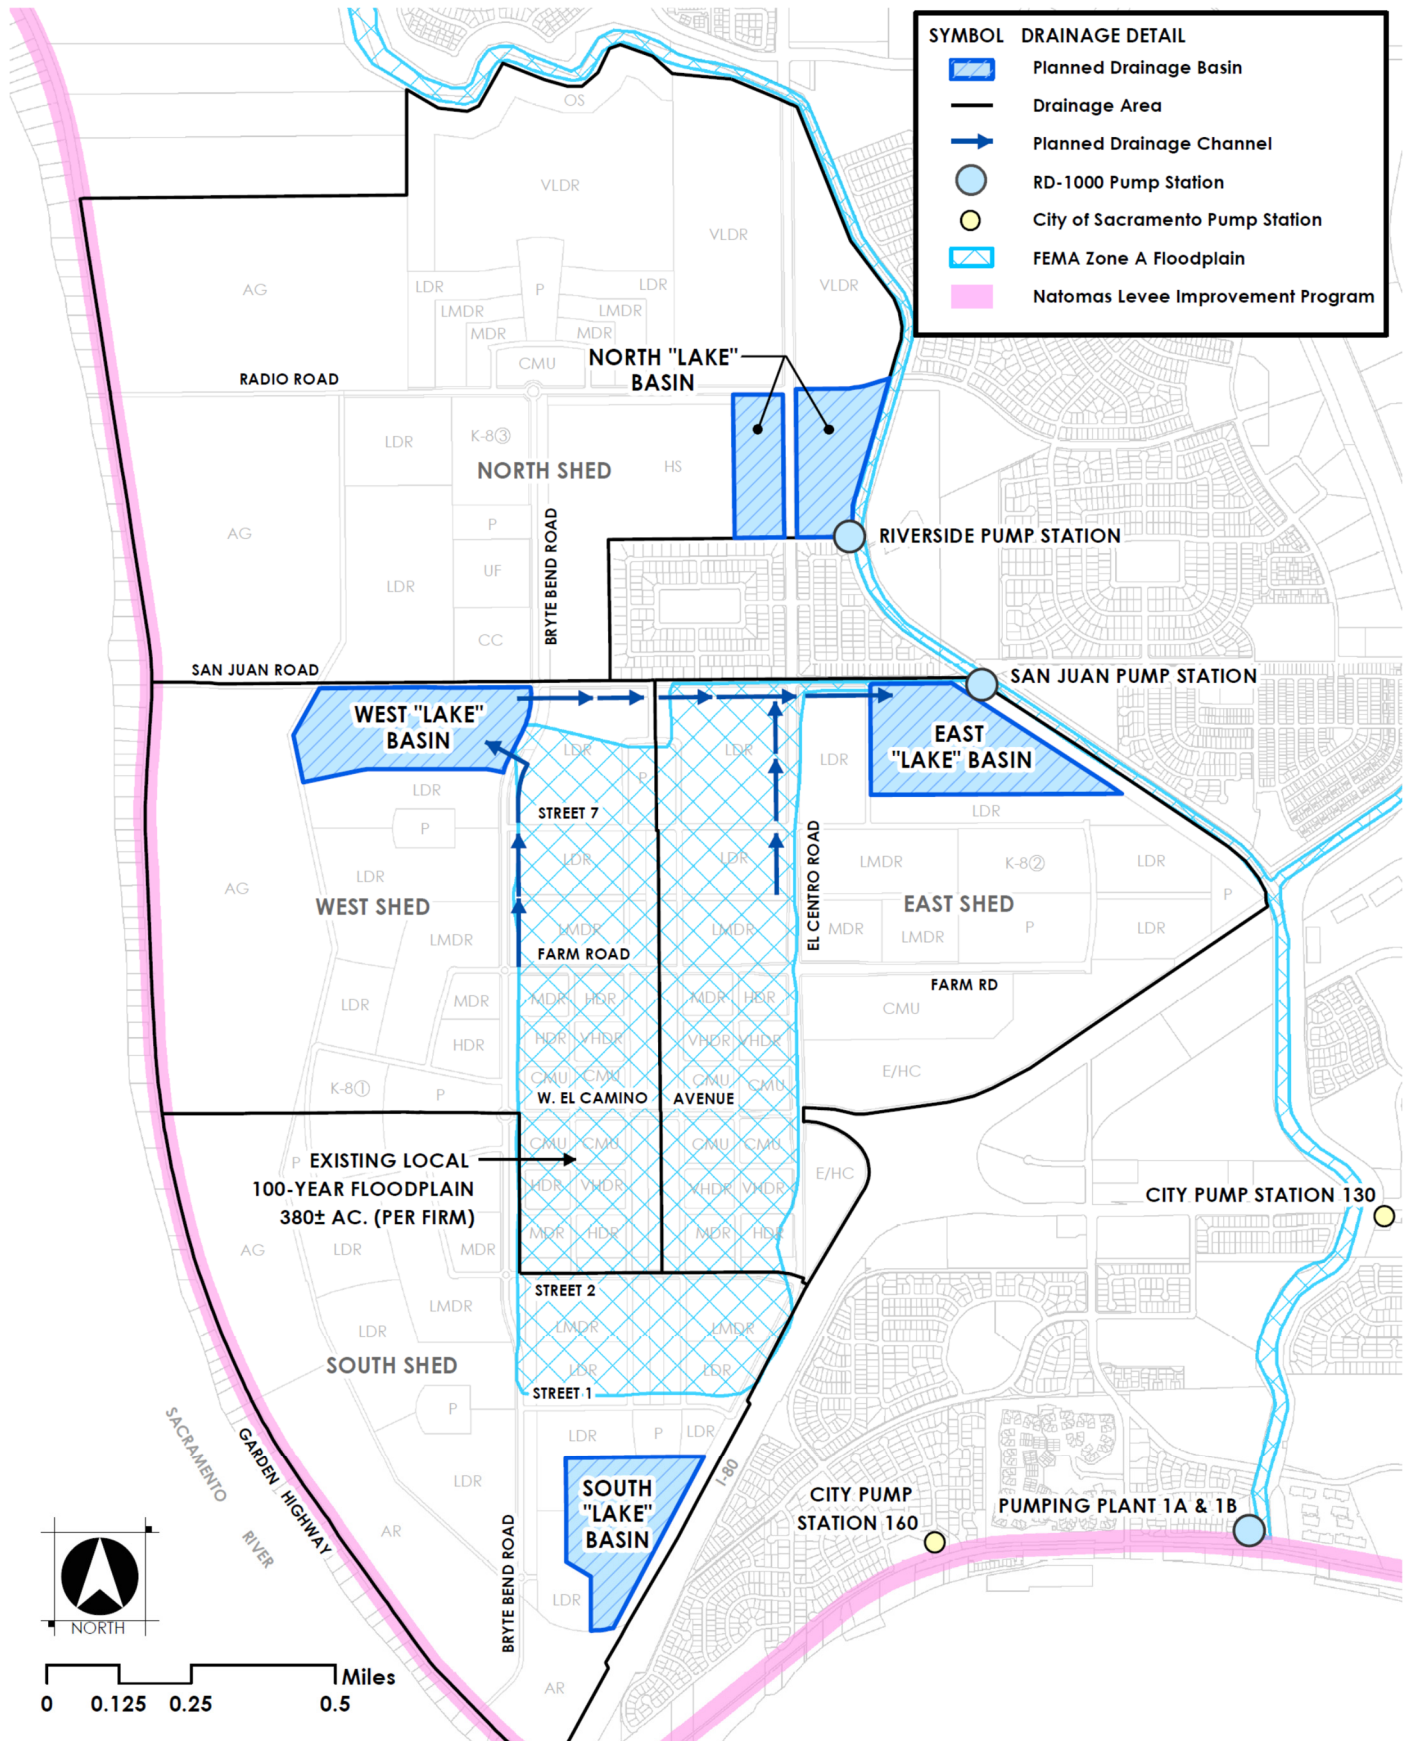 SYMBOL DRAINAGE DETAIL
Planned Drainage Basin
Drainage Area
Planned Drainage Channel
RD-1000 Pump Station
City of Sacramento Pump Station
FEMA Zone A Floodplain
Natomas Levee Improvement Program
OS
VLDR
VLDR
VLDR
AG
LDR
P
LDR
LMDR
LMDR
MDR
MDR
CMU
NORTH "LAKE"
BASIN
RADIO ROAD
LDR
K-8③
HS
NORTH SHED
AG
P
BRYTE BEND ROAD
RIVERSIDE PUMP STATION
UF
LDR
CC
SAN JUAN ROAD
SAN JUAN PUMP STATION
WEST "LAKE"
BASIN
EAST
"LAKE" BASIN
LDR
LDR
LDR
P
LDR
STREET 7
LDR
P
EL CENTRO ROAD
LDR
LDR
LMDR
K-8②
LDR
AG
LDR
P
WEST SHED
EAST SHED
LMDR
LMDR
LMDR
MDR
LMDR
P
LDR
FARM ROAD
FARM RD
LDR
MDR
MDR
HDR
MDR
HDR
CMU
HDR
HDR
VHDR
VHDR
VHDR
E/HC
K-8①
P
CMU
CMU
CMU
CMU
W. EL CAMINO AVENUE
CMU
CMU
CMU
CMU
P
EXISTING LOCAL
100-YEAR FLOODPLAIN
380± AC. (PER FIRM)
E/HC
HDR
VHDR
VHDR
VHDR
CITY PUMP STATION 130
MDR
HDR
MDR
HDR
AG
LDR
MDR
STREET 2
LMDR
LDR
LMDR
LMDR
SOUTH SHED
LDR
LDR
STREET 1
P
LDR
P
LDR
SACRAMENTO
RIVER
GARDEN HIGHWAY
LDR
I-80
SOUTH
"LAKE"
BASIN
CITY PUMP
STATION 160
PUMPING PLANT 1A & 1B
AR
BRYTE BEND ROAD
LDR
NORTH
AR
Miles
0 0.125 0.25 0.5